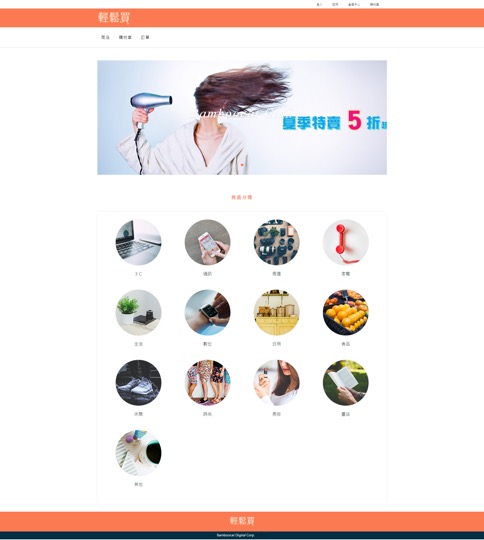 登入 註冊 會員中心 購物車
輕鬆買
商品 購物車 訂單
夏季特賣 5 折
商品分類
3C 通訊 周邊 家電
生活 數位 日用 食品
休閒 時尚 美妝 書店
其他
輕鬆買
Bamboocat Digital Corp.